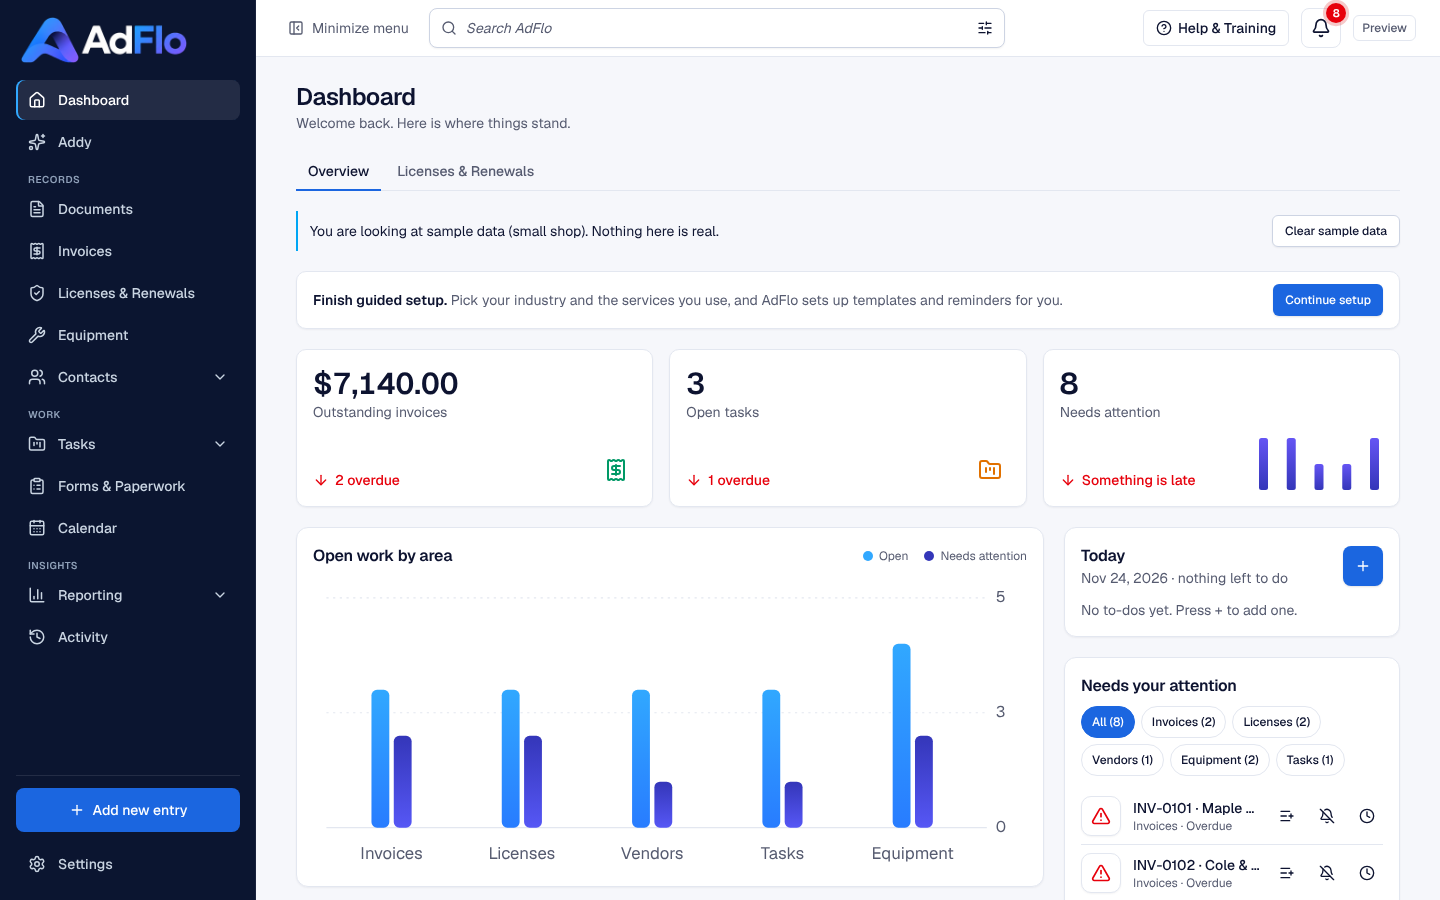 AdFlo
Minimize menu
Search AdFlo
Help & Training
8
Preview
Dashboard
Addy
RECORDS
Documents
Invoices
Licenses & Renewals
Equipment
Contacts
WORK
Tasks
Forms & Paperwork
Calendar
INSIGHTS
Reporting
Activity
Add new entry
Settings
Dashboard
Welcome back. Here is where things stand.
Overview
Licenses & Renewals
You are looking at sample data (small shop). Nothing here is real.
Clear sample data
Finish guided setup. Pick your industry and the services you use, and AdFlo sets up templates and reminders for you.
Continue setup
$7,140.00
Outstanding invoices
2 overdue
3
Open tasks
1 overdue
8
Needs attention
Something is late
Open work by area
Open
Needs attention
5
3
0
Invoices
Licenses
Vendors
Tasks
Equipment
Today
Nov 24, 2026 · nothing left to do
No to-dos yet. Press + to add one.
Needs your attention
All (8)
Invoices (2)
Licenses (2)
Vendors (1)
Equipment (2)
Tasks (1)
INV-0101 · Maple ...
Invoices · Overdue
INV-0102 · Cole & ...
Invoices · Overdue